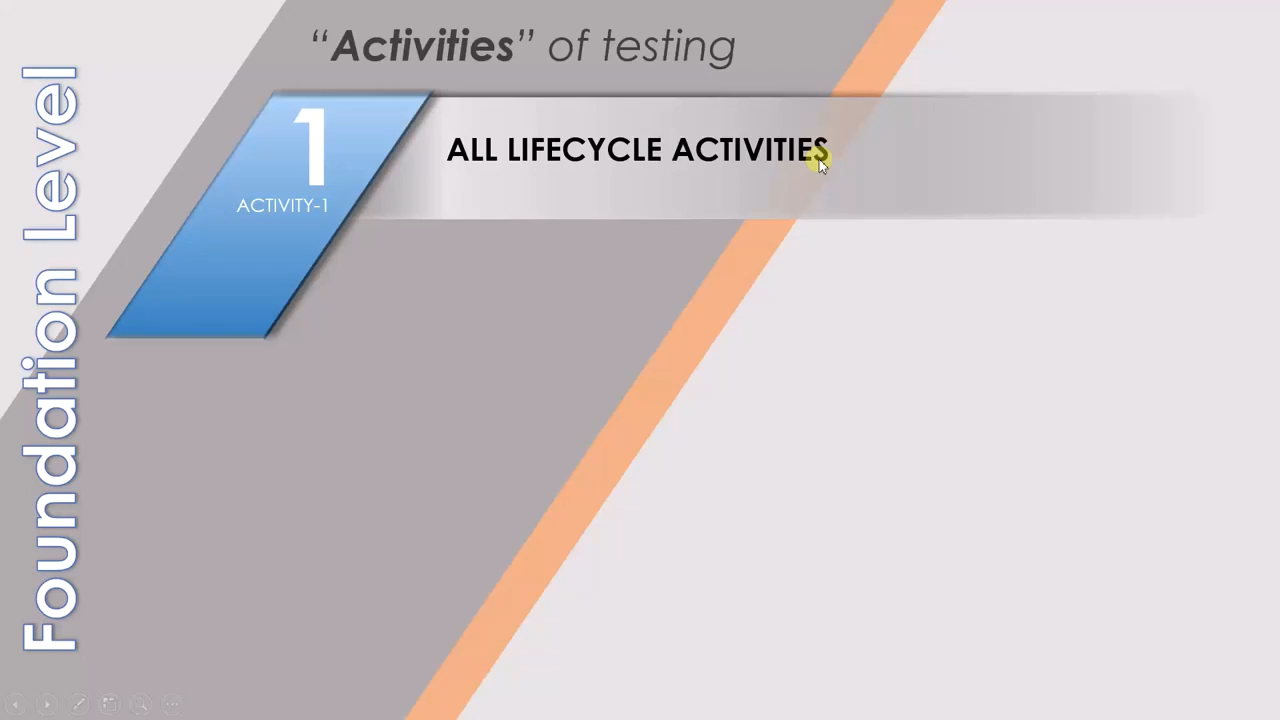 “Activities” of testing
1
ACTIVITY-1
ALL LIFECYCLE ACTIVITIES
Foundation Level